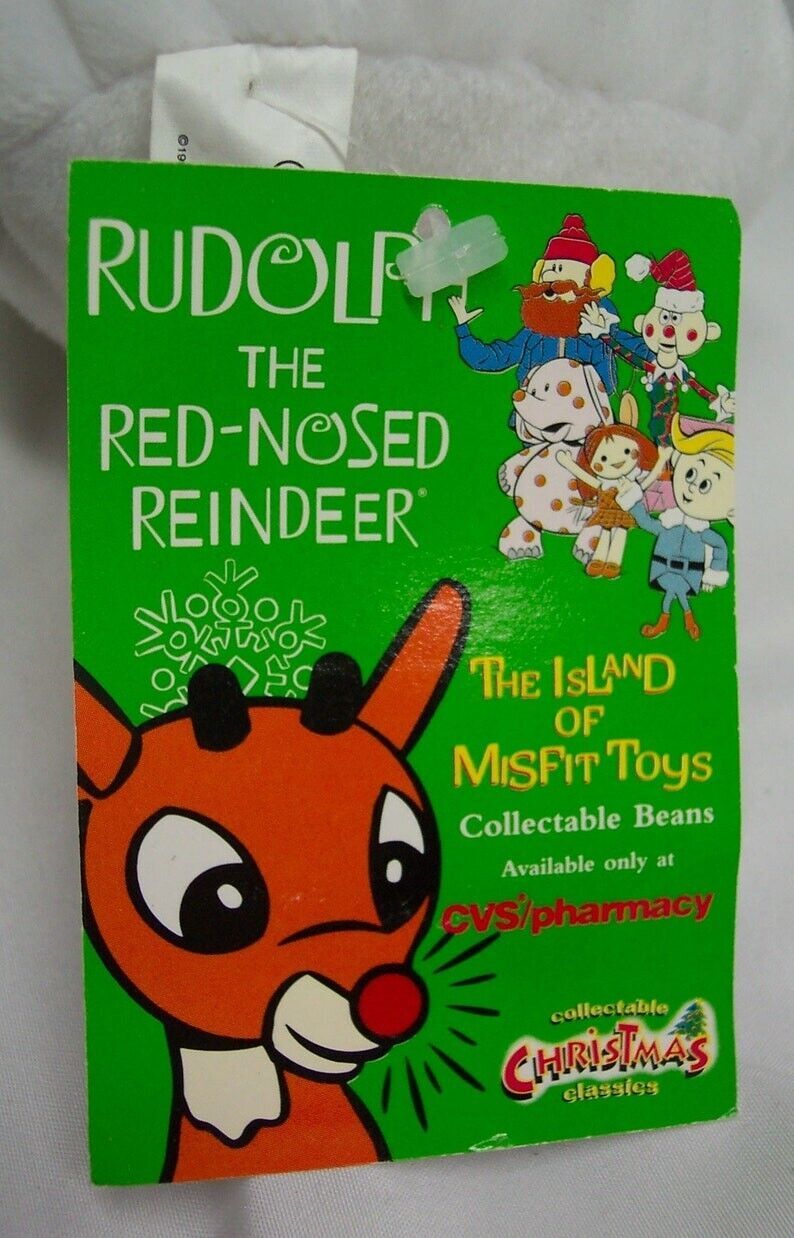 ©19
RUDOLPH
THE
RED-NOSED
REINDEER®
THE ISLAND
OF
MISFIT TOYS
Collectable Beans
Available only at
CVS/pharmacy
collectable
CHRISTMAS
classics